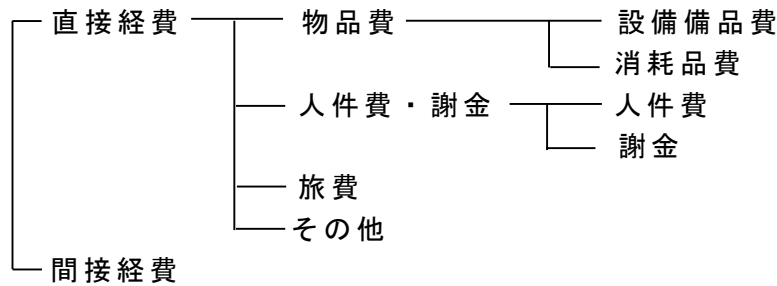 直接経費 物品費 設備備品費
消耗品費
人件費・謝金 人件費
謝金
旅費
その他
間接経費